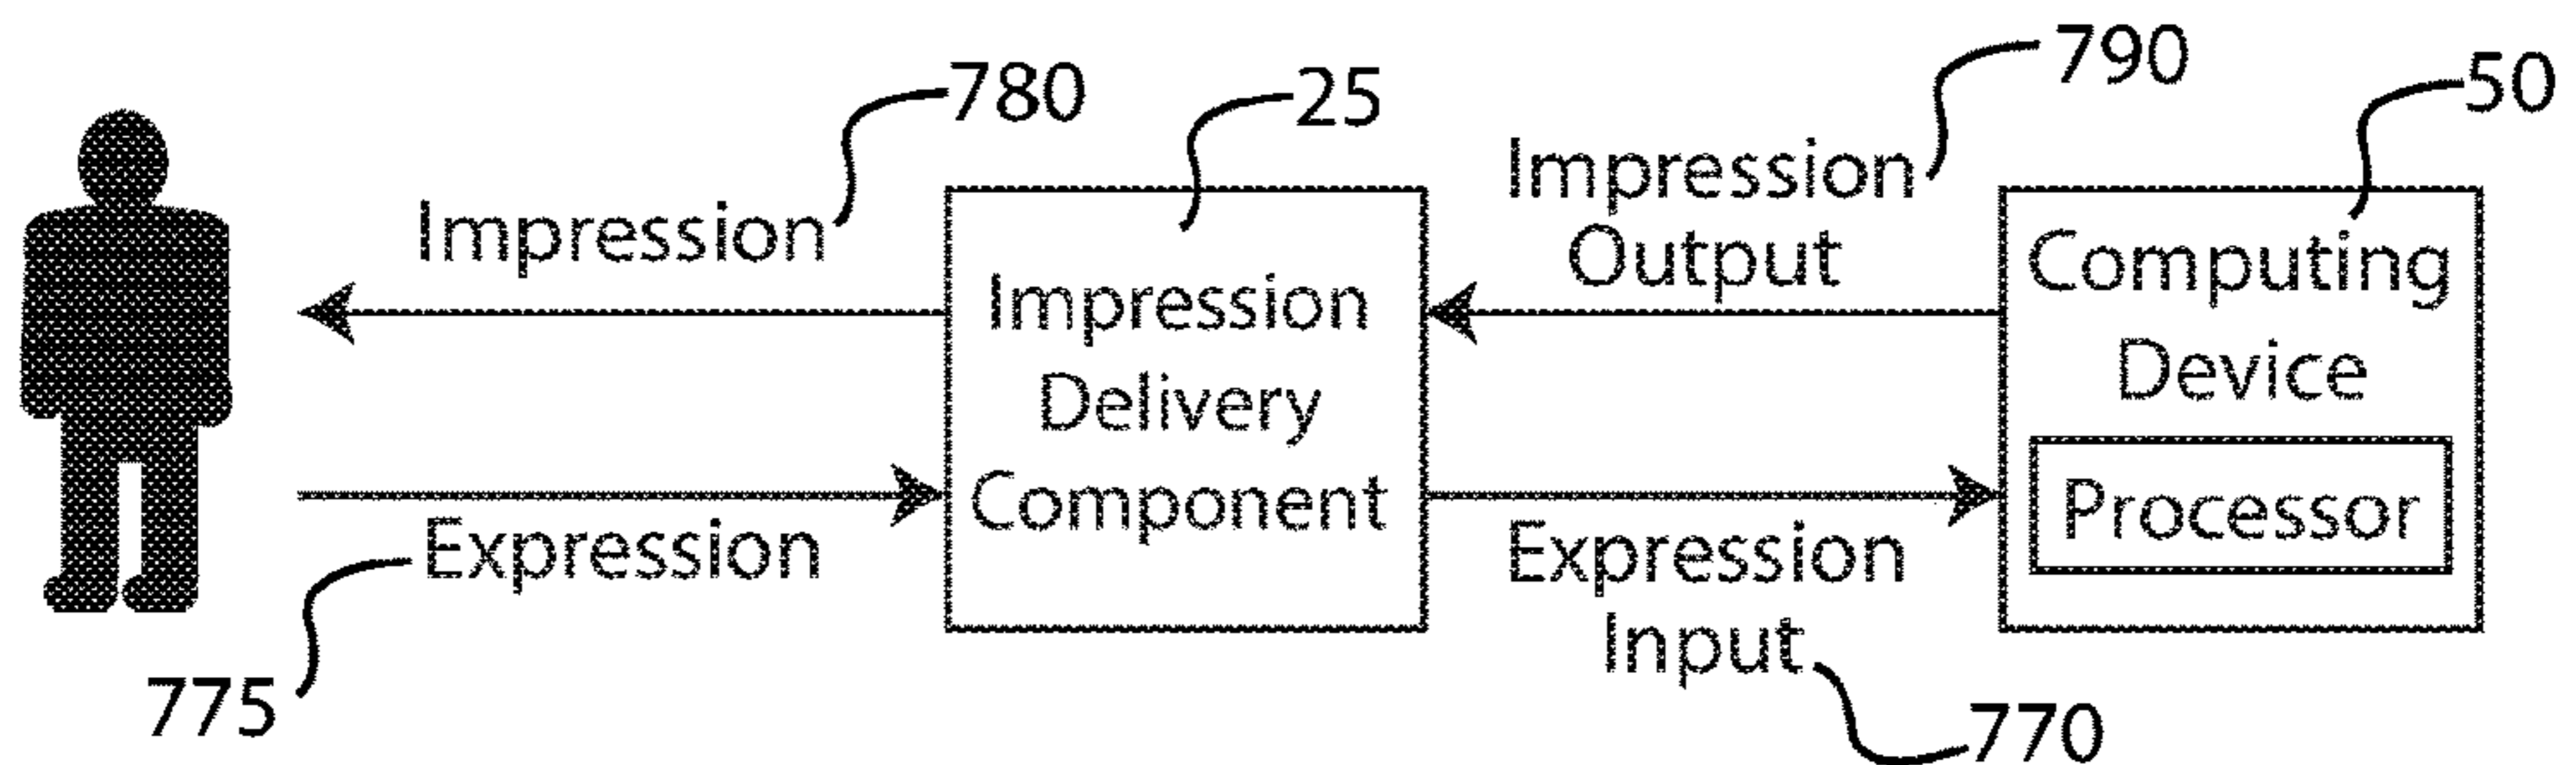 780
25
790
50
Impression
Impression
Output
Impression
Delivery
Component
Computing
Device
Processor
Expression
Expression
Input
775
770